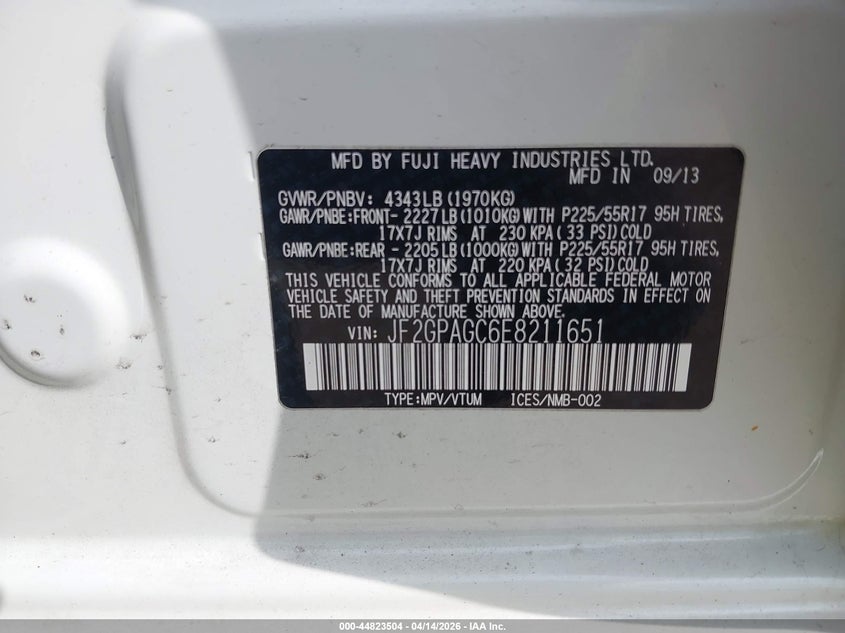 MFD BY FUJI HEAVY INDUSTRIES LTD.
MFD IN 09/13
GVWR/PNBV: 4343LB(1970KG)
GAWR/PNBE:FRONT- 2227LB(1010KG)WITH P225/55R17 95H TIRES,
17X7J RIMS AT 230 KPA(33 PSI)COLD
GAWR/PNBE:REAR - 2205LB(1000KG)WITH P225/55R17 95H TIRES,
17X7J RIMS AT 220 KPA(32 PSI)COLD
THIS VEHICLE CONFORMS TO ALL APPLICABLE FEDERAL MOTOR
VEHICLE SAFETY AND THEFT PREVENTION STANDARDS IN EFFECT ON
THE DATE OF MANUFACTURE SHOWN ABOVE.
VIN: JF2GPAGC6E8211651
TYPE:MPV/VTUM ICES/NMB-002
000-44823504 - 04/14/2026 - IAA Inc.